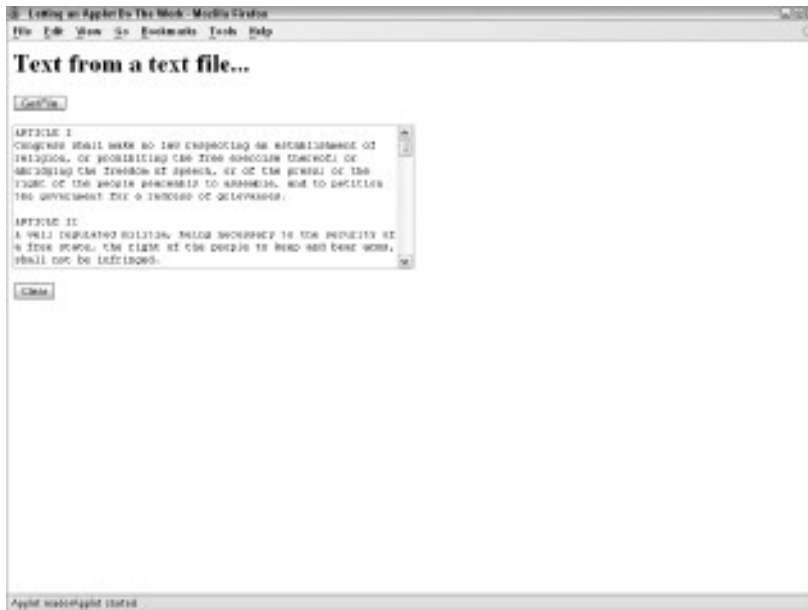 Letting an Applet Do The Work - Mozilla Firefox
File Edit View Go Bookmarks Tools Help
Text from a text file...
Get File
ARTICLE I
Congress shall make no law respecting an establishment of
religion, or prohibiting the free exercise thereof; or
abridging the freedom of speech, or of the press; or the
right of the people peaceably to assemble, and to petition
the government for a redress of grievances.
ARTICLE II
A well regulated militia, being necessary to the security of
a free state, the right of the people to keep and bear arms,
shall not be infringed.
Clear
Applet started